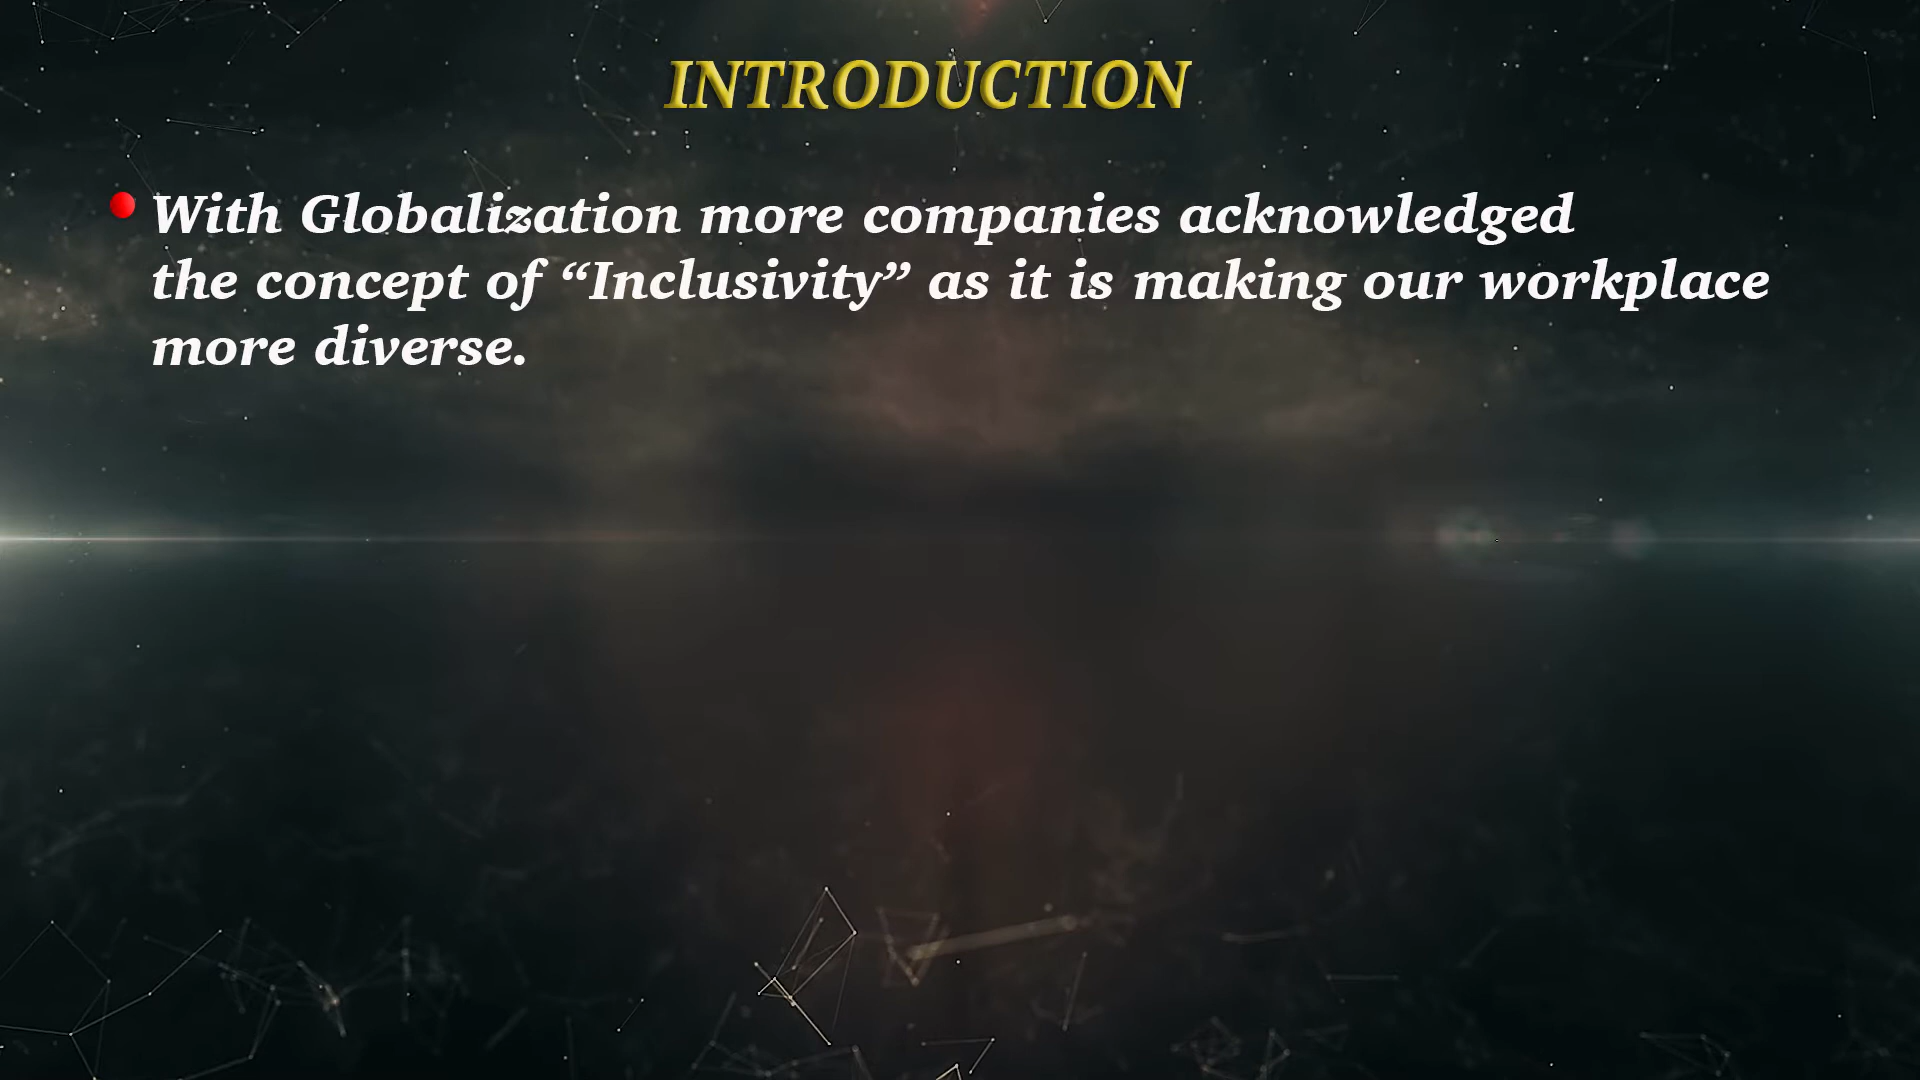 INTRODUCTION
With Globalization more companies acknowledged
the concept of “Inclusivity” as it is making our workplace
more diverse.